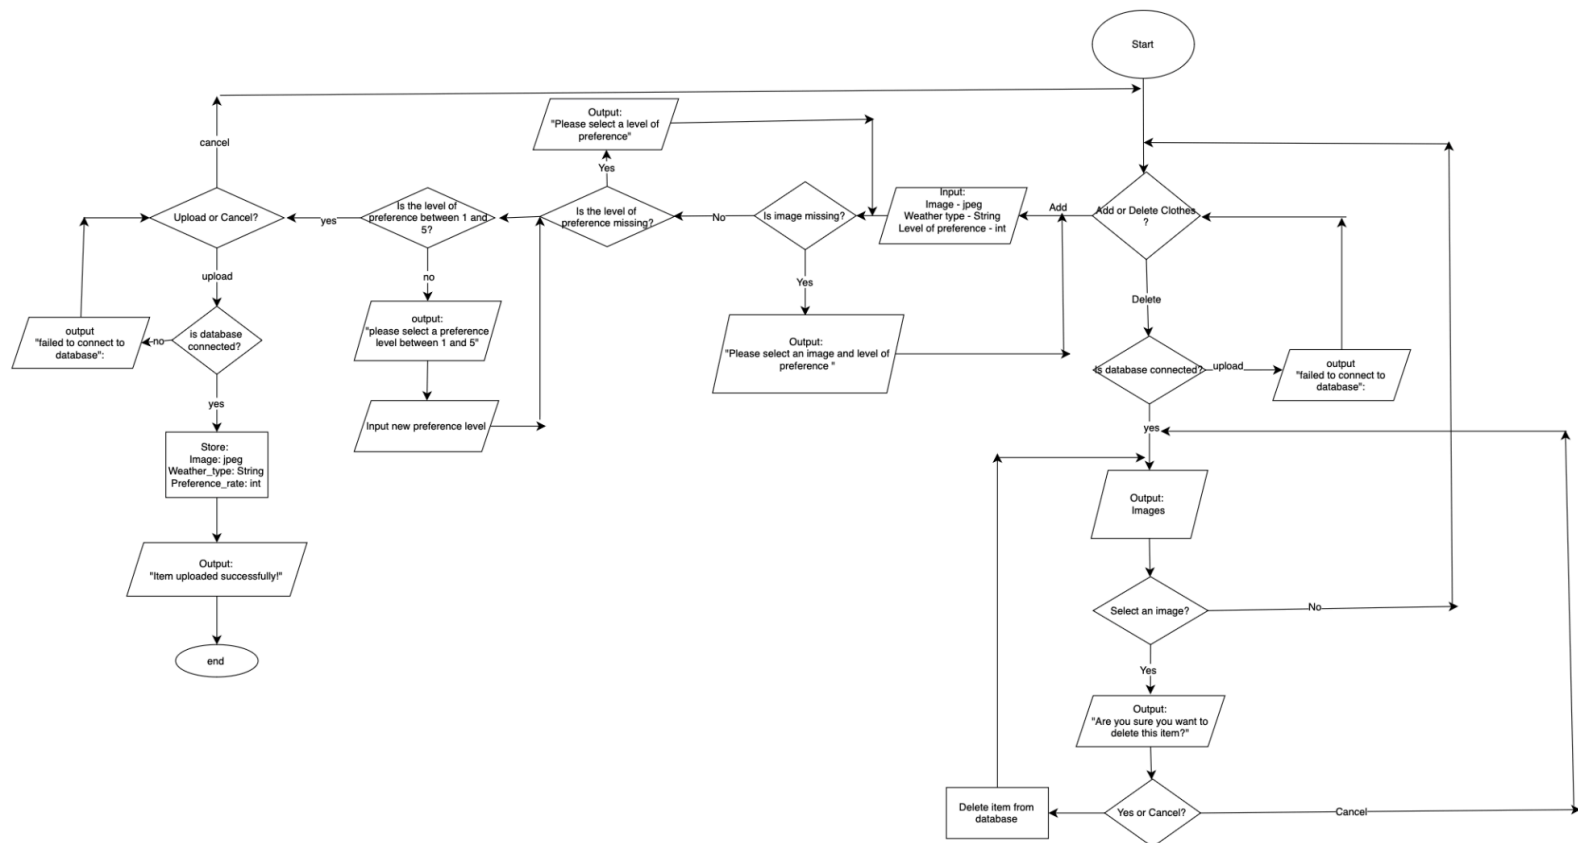 Start
Output:
"Please select a level of
preference"
cancel
Yes
Upload or Cancel?
yes
Is the level of
preference between 1 and
5?
Is the level of
preference missing?
No
Is image missing?
Input:
Image - jpeg
Weather type - String
Level of preference - int
Add
Add or Delete Clothes
?
upload
no
Yes
Delete
output
"failed to connect to
database":
no
is database
connected?
output:
"please select a preference
level between 1 and 5"
Output:
"Please select an image and level of
preference "
Is database connected?
upload
output
"failed to connect to
database":
yes
Input new preference level
yes
Store:
Image: jpeg
Weather_type: String
Preference_rate: int
Output:
Images
Output:
"Item uploaded successfully!"
Select an image?
No
end
Yes
Output:
"Are you sure you want to
delete this item?"
Delete item from
database
Yes or Cancel?
Cancel